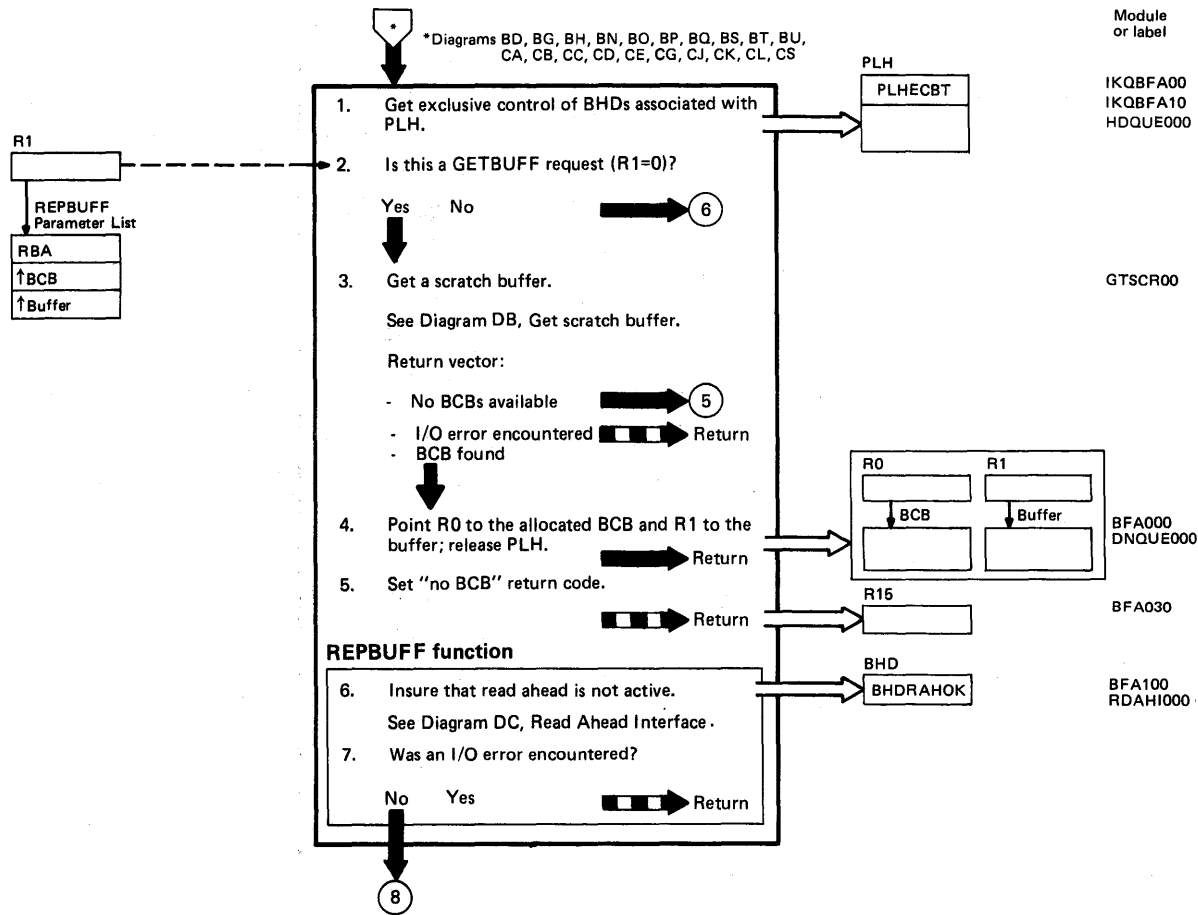 *
*Diagrams BD, BG, BH, BN, BO, BP, BQ, BS, BT, BU,
CA, CB, CC, CD, CE, CG, CJ, CK, CL, CS
Module
or label
PLH
PLHECBT
IKQBFA00
IKQBFA10
HDQUE000
1. Get exclusive control of BHDs associated with
PLH.
R1
2. Is this a GETBUFF request (R1=0)?
Yes No
6
REPBUFF
Parameter List
RBA
↑BCB
↑Buffer
3. Get a scratch buffer.
GTSCR00
See Diagram DB, Get scratch buffer.
Return vector:
- No BCBs available
5
- I/O error encountered
Return
- BCB found
R0 R1
BCB Buffer
4. Point R0 to the allocated BCB and R1 to the
buffer; release PLH.
Return
BFA000
DNQUE000
5. Set "no BCB" return code.
Return
R15
BFA030
REPBUFF function
BHD
BHDRAHOK
6. Insure that read ahead is not active.
BFA100
RDAHI000
See Diagram DC, Read Ahead Interface.
7. Was an I/O error encountered?
No Yes
Return
8